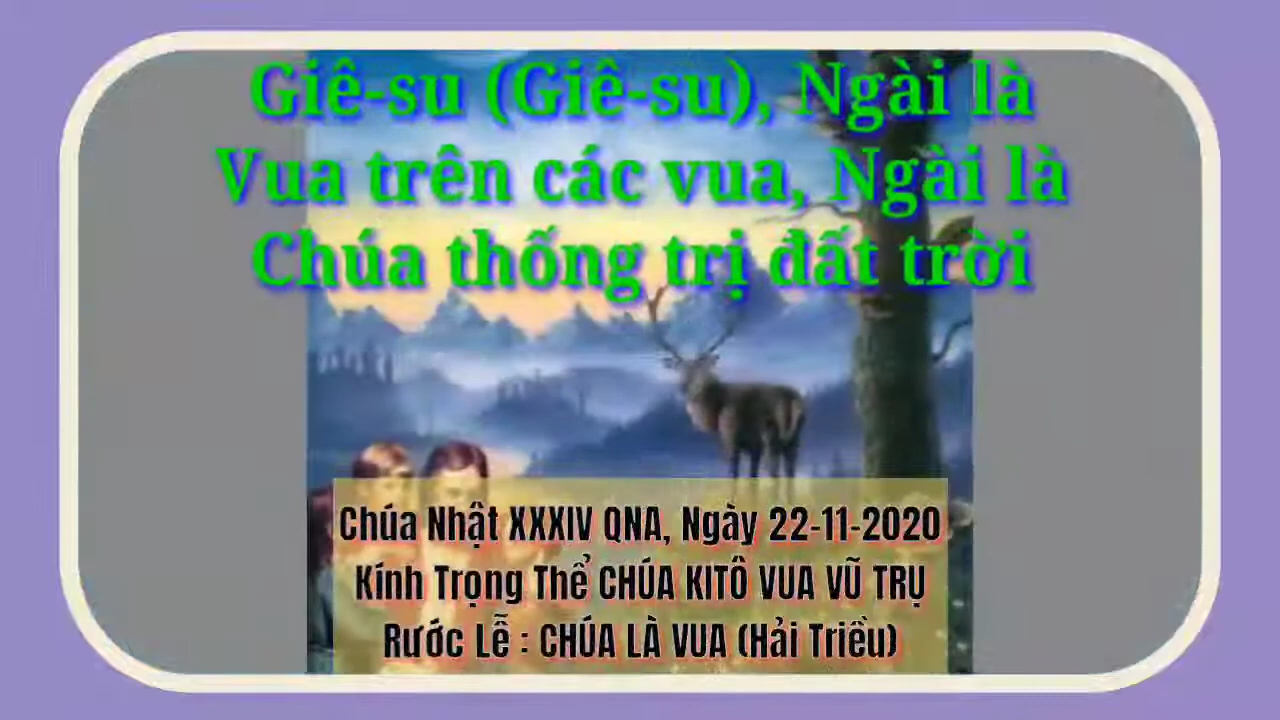 Giê-su (Giê-su), Ngài là
Vua trên các vua, Ngài là
Chúa thống trị đất trời
Chúa Nhật XXXIV QNA, Ngày 22-11-2020
Kính Trọng Thể CHÚA KITÔ VUA VŨ TRỤ
Rước Lễ : CHÚA LÀ VUA (Hải Triều)